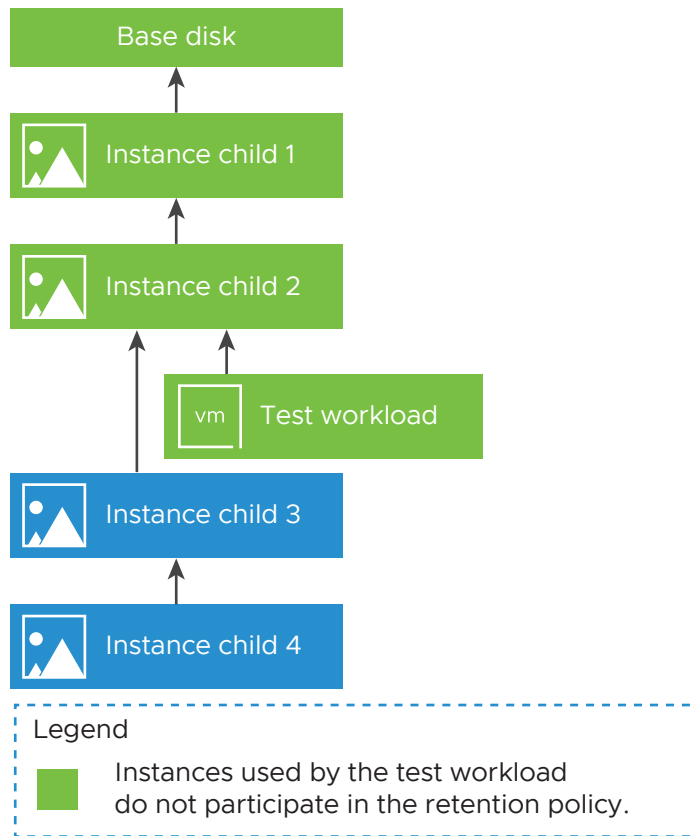 Base disk
Instance child 1
Instance child 2
vm
Test workload
Instance child 3
Instance child 4
Legend
Instances used by the test workload
do not participate in the retention policy.